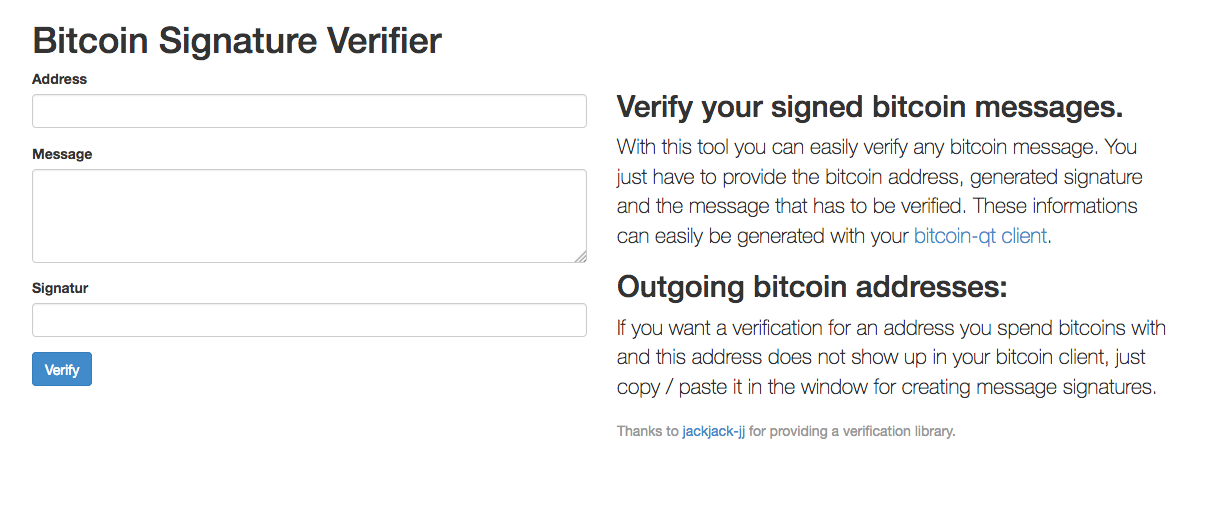 Bitcoin Signature Verifier
Address
Message
Signatur
Verify
Verify your signed bitcoin messages.
With this tool you can easily verify any bitcoin message. You
just have to provide the bitcoin address, generated signature
and the message that has to be verified. These informations
can easily be generated with your bitcoin-qt client.
Outgoing bitcoin addresses:
If you want a verification for an address you spend bitcoins with
and this address does not show up in your bitcoin client, just
copy / paste it in the window for creating message signatures.
Thanks to jackjack-jj for providing a verification library.